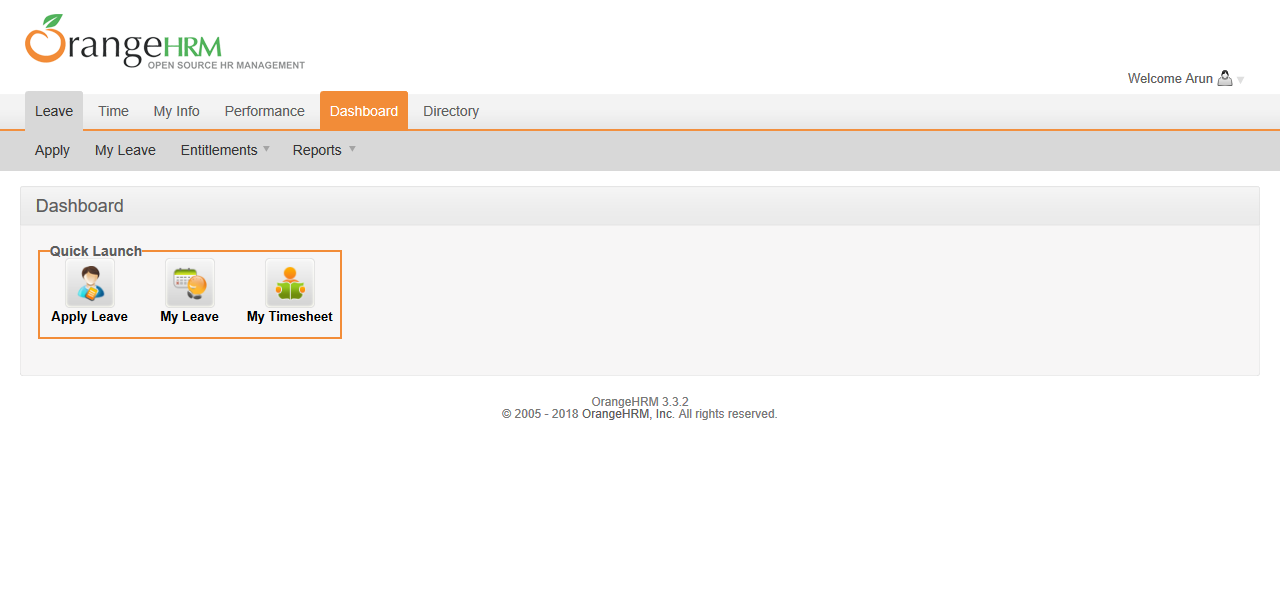 OrangeHRM
OPEN SOURCE HR MANAGEMENT
Welcome Arun
Leave Time My Info Performance Dashboard Directory
Apply My Leave Entitlements Reports
Dashboard
Quick Launch
Apply Leave My Leave My Timesheet
OrangeHRM 3.3.2
© 2005 - 2018 OrangeHRM, Inc. All rights reserved.